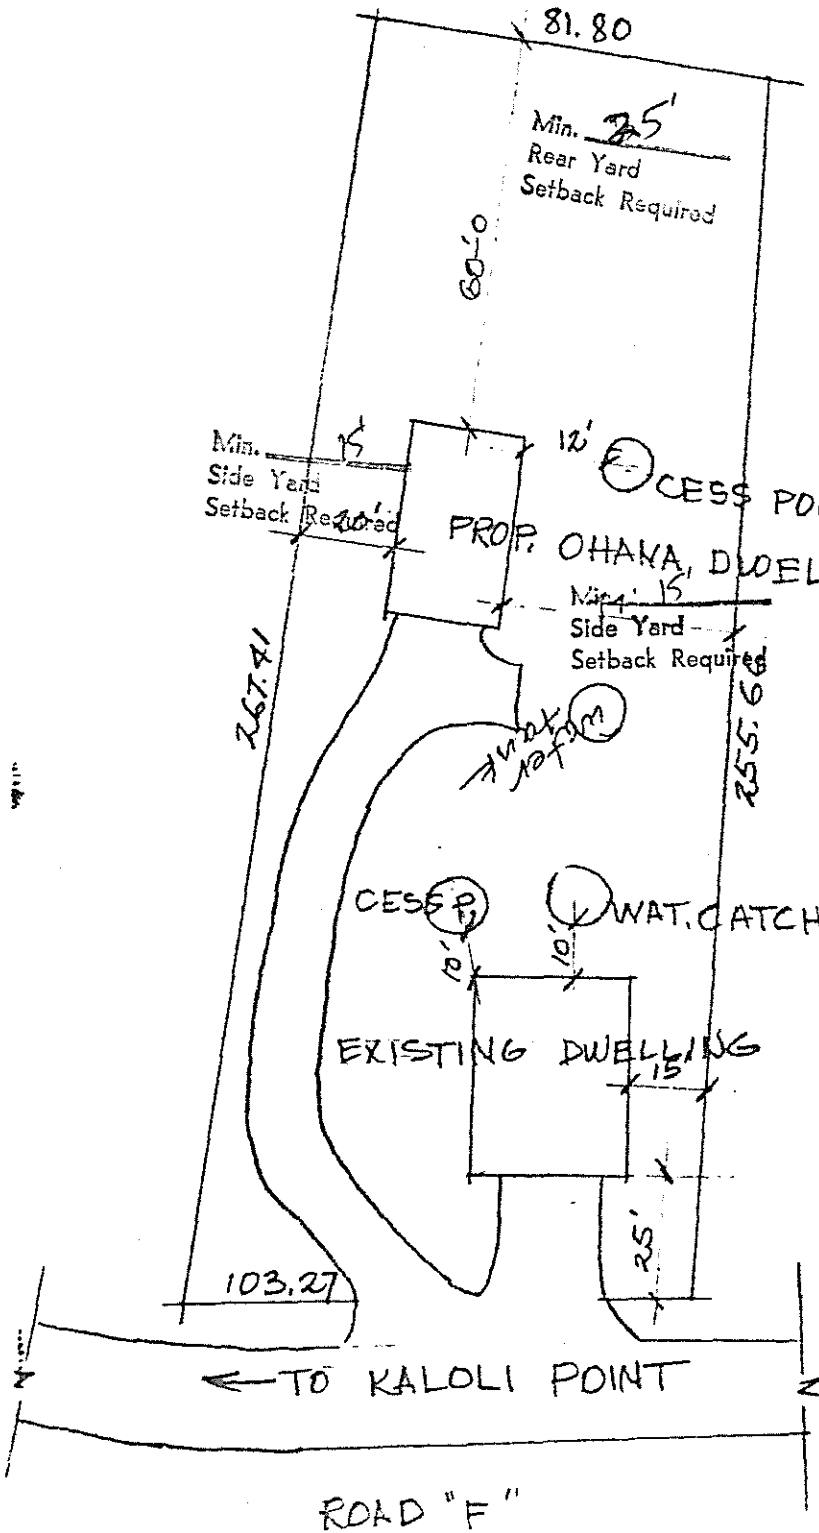 81.80
Min. 25'
Rear Yard
Setback Required
60'-0
Min. 15'
Side Yard
Setback Required
20'
12'
CESS POO
PROP. OHANA, DWEL
Min. 15'
Side Yard
Setback Required
267.41
255.66
CESS P.
WAT. CATCH
10'
10'
EXISTING DWELLING
15'
25'
103.27
← TO KALOLI POINT
ROAD "F"